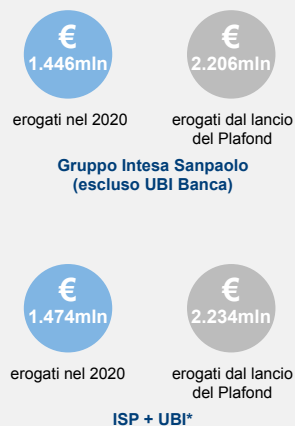 € €
1.446mln 2.206mln
erogati nel 2020 erogati dal lancio
del Plafond
Gruppo Intesa Sanpaolo
(escluso UBI Banca)
€ €
1.474mln 2.234mln
erogati nel 2020 erogati dal lancio
del Plafond
ISP + UBI*